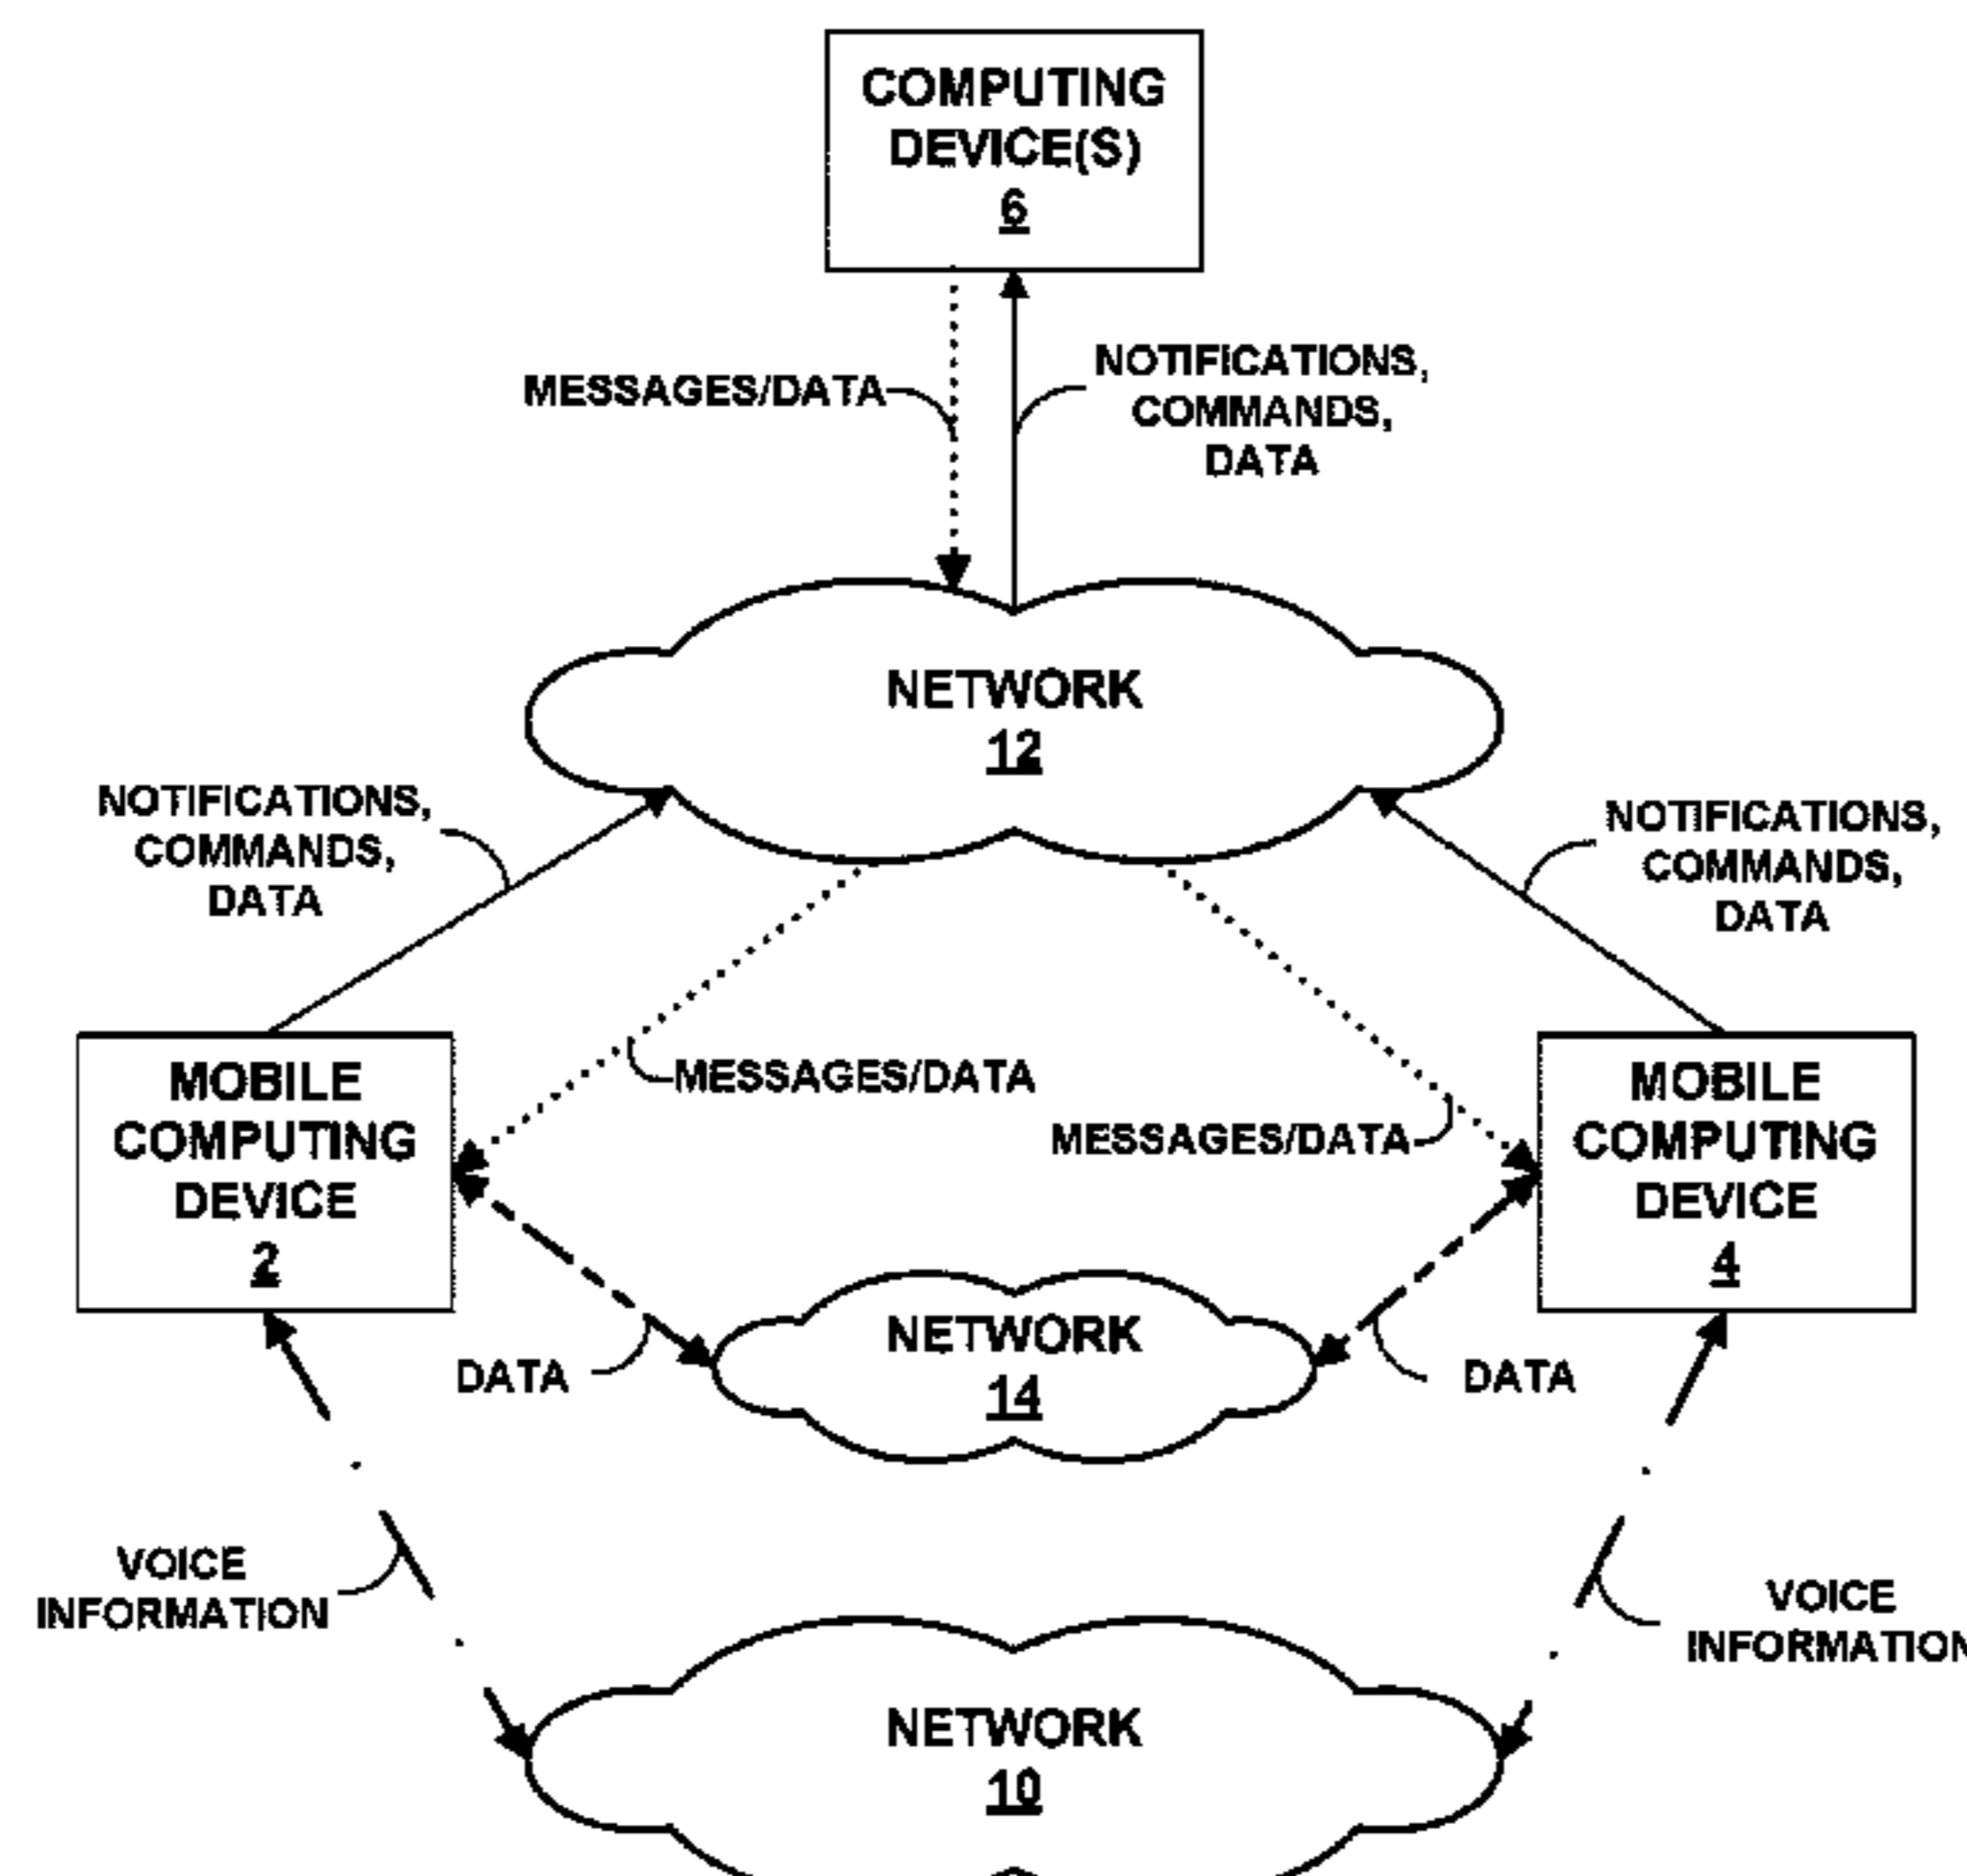 COMPUTING
DEVICE(S)
6
MESSAGES/DATA
NOTIFICATIONS,
COMMANDS,
DATA
NETWORK
12
NOTIFICATIONS,
COMMANDS,
DATA
NOTIFICATIONS,
COMMANDS,
DATA
MOBILE
COMPUTING
DEVICE
2
MESSAGES/DATA
MESSAGES/DATA
MOBILE
COMPUTING
DEVICE
4
DATA
NETWORK
14
DATA
VOICE
INFORMATION
VOICE
INFORMATION
NETWORK
10